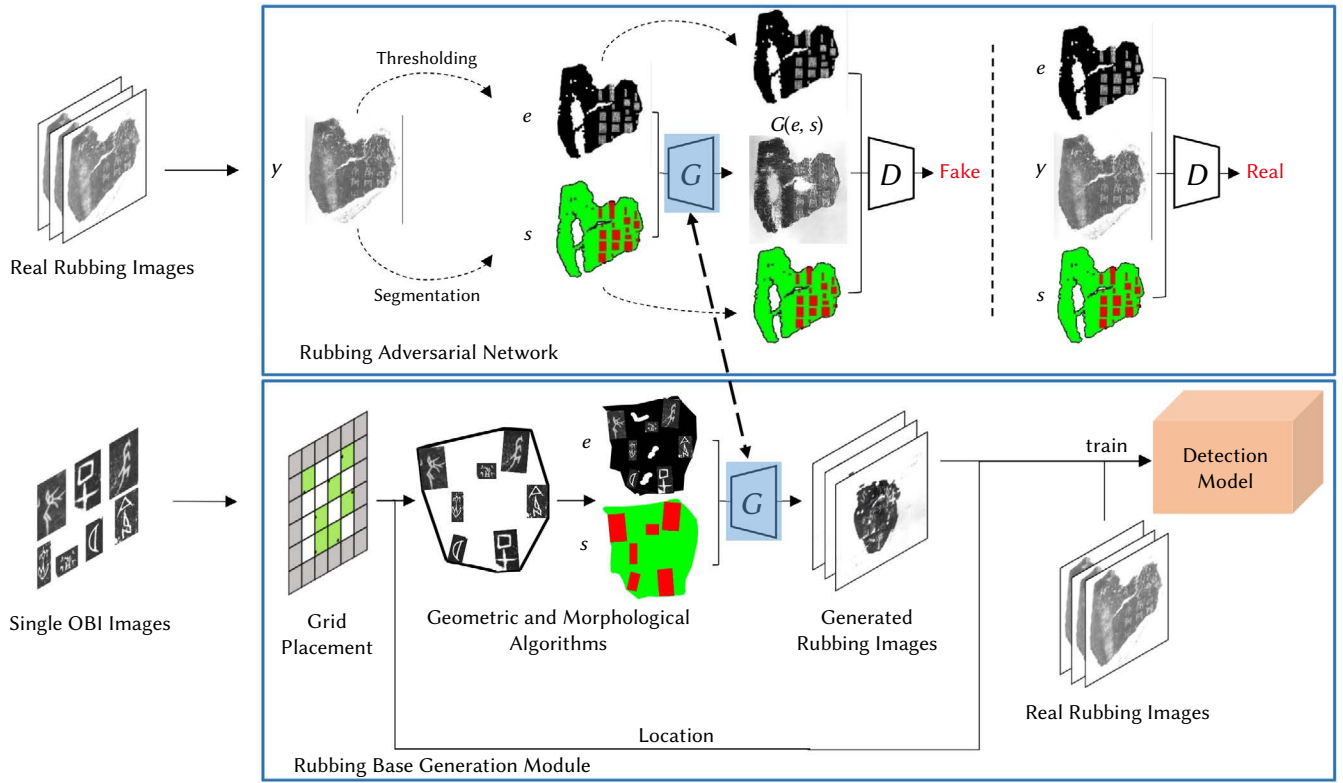 Thresholding
e
e
G(e, s)
y
G
D
Fake
y
D
Real
s
s
Real Rubbing Images
Segmentation
Rubbing Adversarial Network
e
train
Detection
Model
G
s
Single OBI Images
Grid
Placement
Geometric and Morphological
Algorithms
Generated
Rubbing Images
Real Rubbing Images
Location
Rubbing Base Generation Module